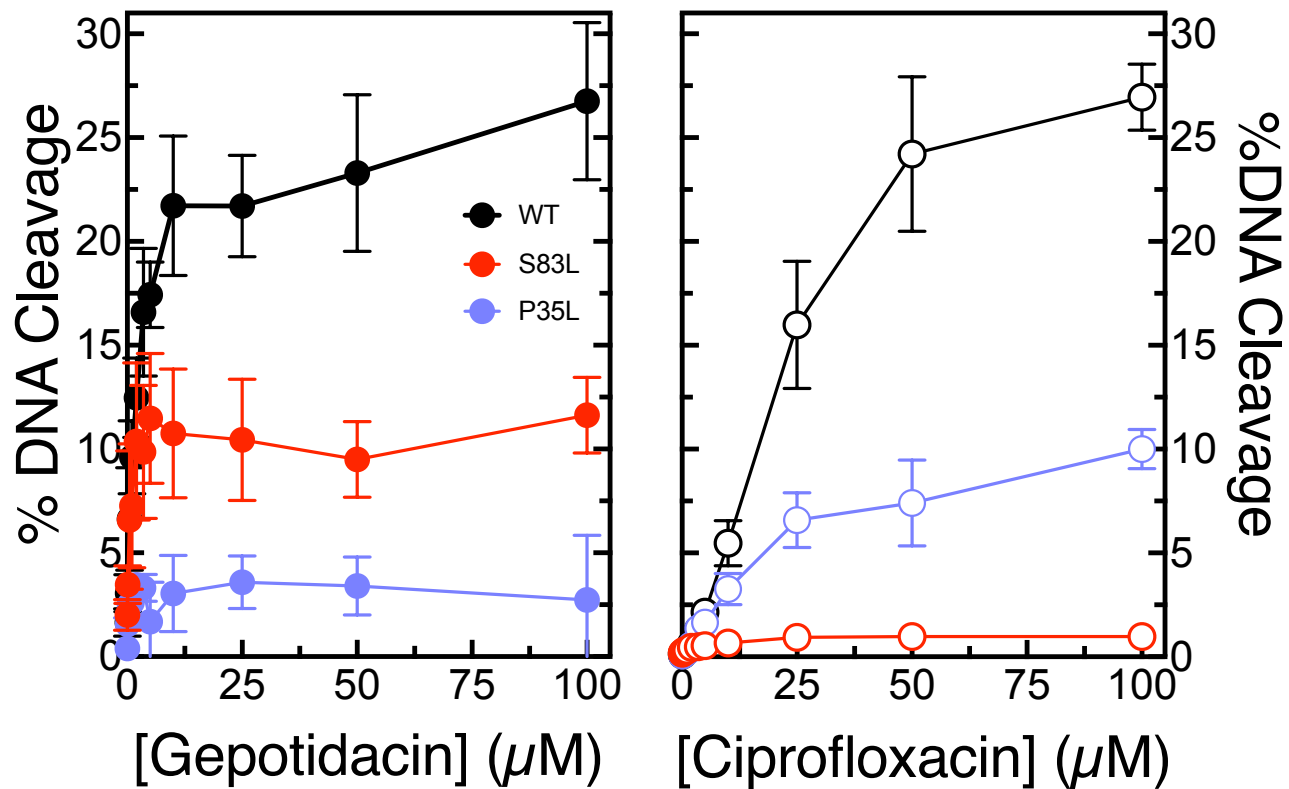 % DNA Cleavage
30
25
20
15
10
5
0
0 25 50 75 100
[Gepotidacin] (µM)
WT
S83L
P35L
30
25
20
15
10
5
0
0 25 50 75 100
[Ciprofloxacin] (µM)
%DNA Cleavage